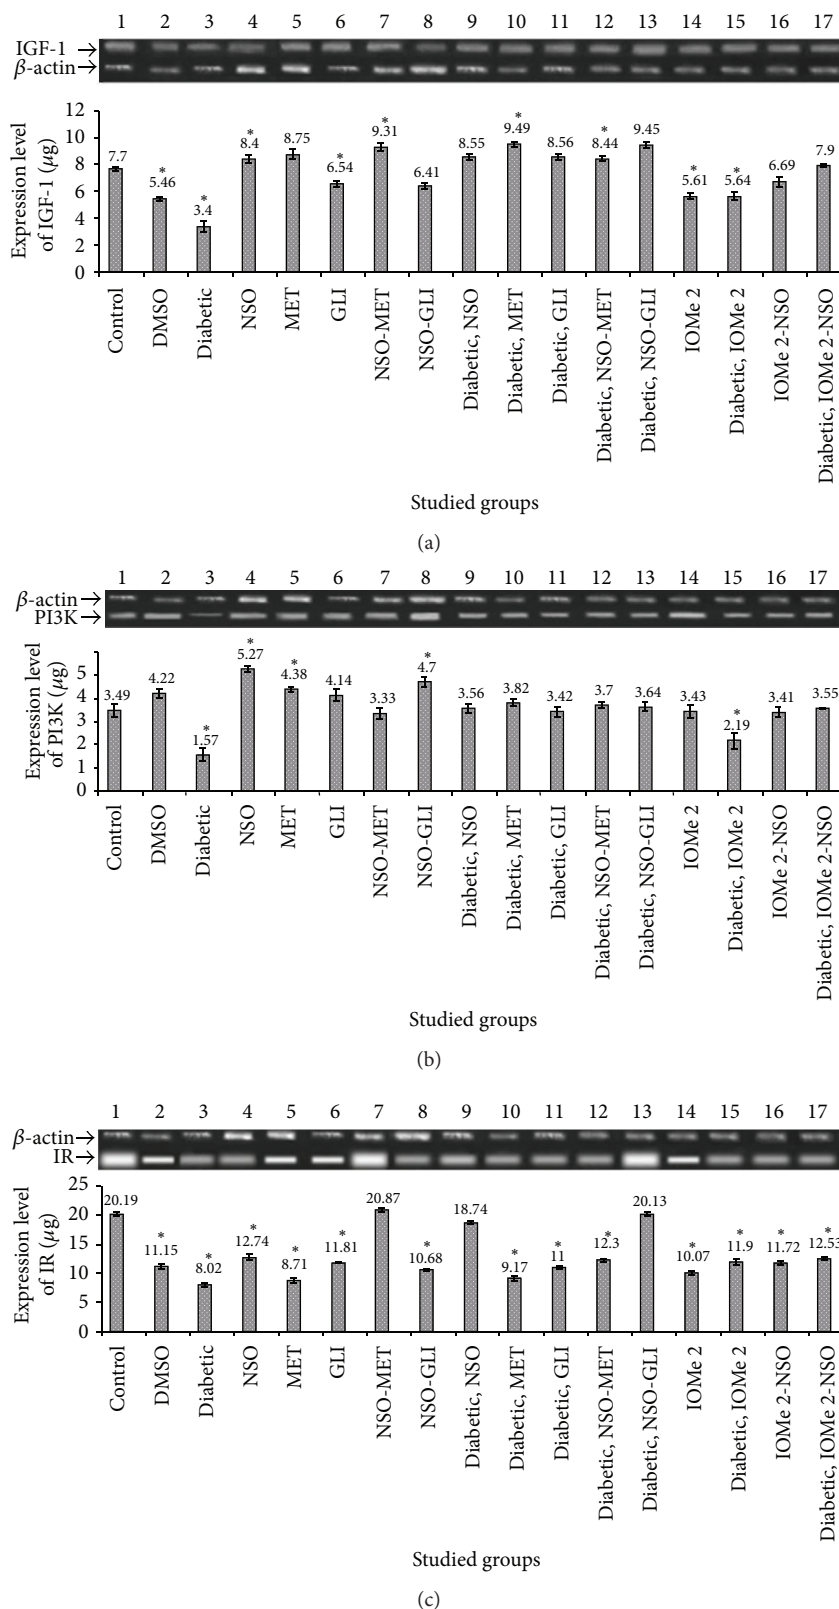 1 2 3 4 5 6 7 8 9 10 11 12 13 14 15 16 17
IGF-1
β-actin
Expression level
of IGF-1 (μg)
12
10
8
6
4
2
0
7.7
*
5.46
*
3.4
*
8.4
8.75
*
6.54
*
9.31
6.41
8.55
*
9.49
8.56
*
8.44
9.45
*
5.61
*
5.64
6.69
7.9
Control
DMSO
Diabetic
NSO
MET
GLI
NSO-MET
NSO-GLI
Diabetic, NSO
Diabetic, MET
Diabetic, GLI
Diabetic, NSO-MET
Diabetic, NSO-GLI
IOMe 2
Diabetic, IOMe 2
IOMe 2-NSO
Diabetic, IOMe 2-NSO
Studied groups
(a)
1 2 3 4 5 6 7 8 9 10 11 12 13 14 15 16 17
β-actin
PI3K
Expression level
of PI3K (μg)
5
4
3
2
1
0
3.49
4.22
*
1.57
*
5.27
*
4.38
4.14
3.33
*
4.7
3.56
3.82
3.42
3.7
3.64
3.43
*
2.19
3.41
3.55
Control
DMSO
Diabetic
NSO
MET
GLI
NSO-MET
NSO-GLI
Diabetic, NSO
Diabetic, MET
Diabetic, GLI
Diabetic, NSO-MET
Diabetic, NSO-GLI
IOMe 2
Diabetic, IOMe 2
IOMe 2-NSO
Diabetic, IOMe 2-NSO
Studied groups
(b)
1 2 3 4 5 6 7 8 9 10 11 12 13 14 15 16 17
β-actin
IR
Expression level
of IR (μg)
25
20
15
10
5
0
20.19
*
11.15
*
8.02
*
12.74
*
8.71
*
11.81
20.87
*
10.68
18.74
*
9.17
*
11
*
12.3
20.13
*
10.07
*
11.9
*
11.72
*
12.53
Control
DMSO
Diabetic
NSO
MET
GLI
NSO-MET
NSO-GLI
Diabetic, NSO
Diabetic, MET
Diabetic, GLI
Diabetic, NSO-MET
Diabetic, NSO-GLI
IOMe 2
Diabetic, IOMe 2
IOMe 2-NSO
Diabetic, IOMe 2-NSO
Studied groups
(c)